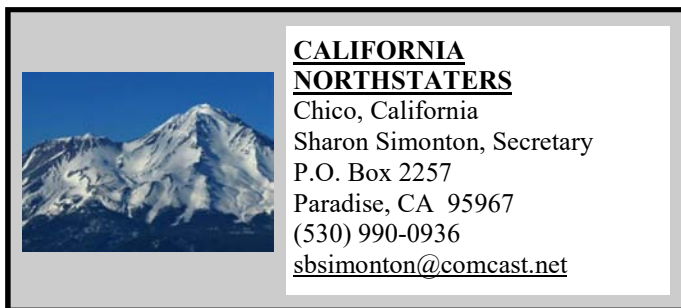 CALIFORNIA
NORTHSTATERS
Chico, California
Sharon Simonton, Secretary
P.O. Box 2257
Paradise, CA  95967
(530) 990-0936
sbsimonton@comcast.net